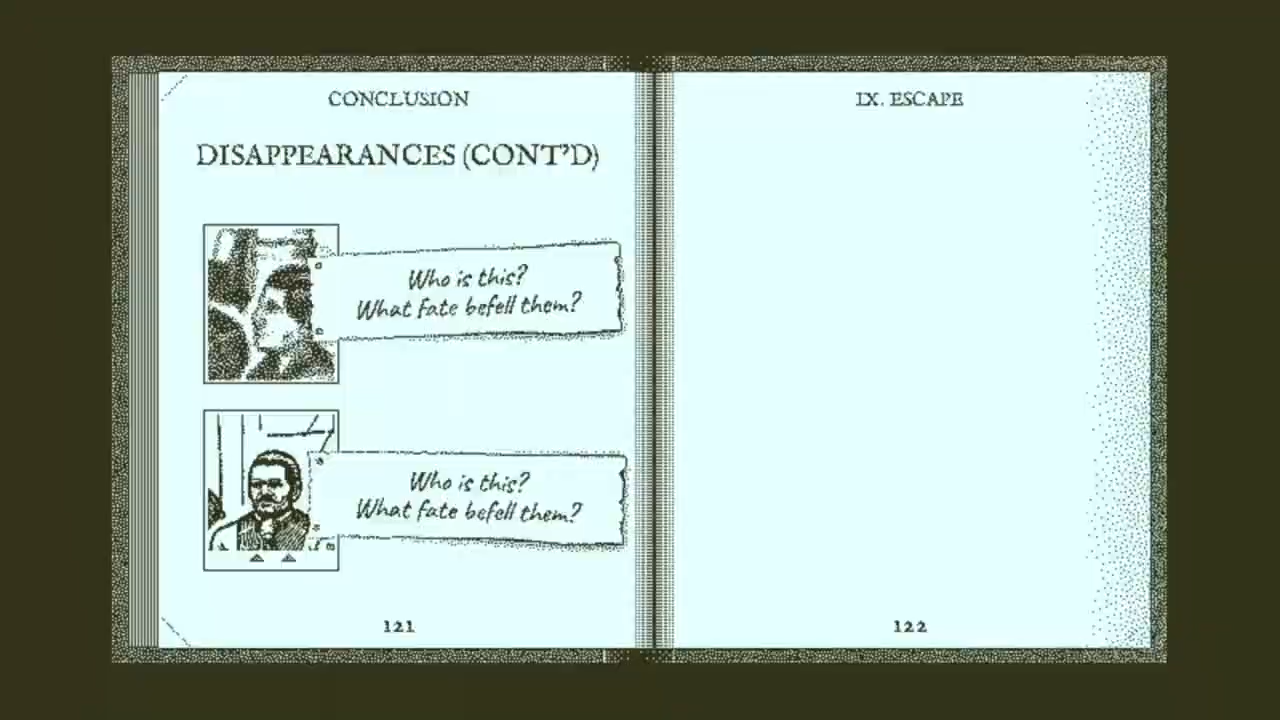 CONCLUSION
DISAPPEARANCES (CONT'D)
Who is this?
What fate befell them?
Who is this?
What fate befell them?
121
IX. ESCAPE
122